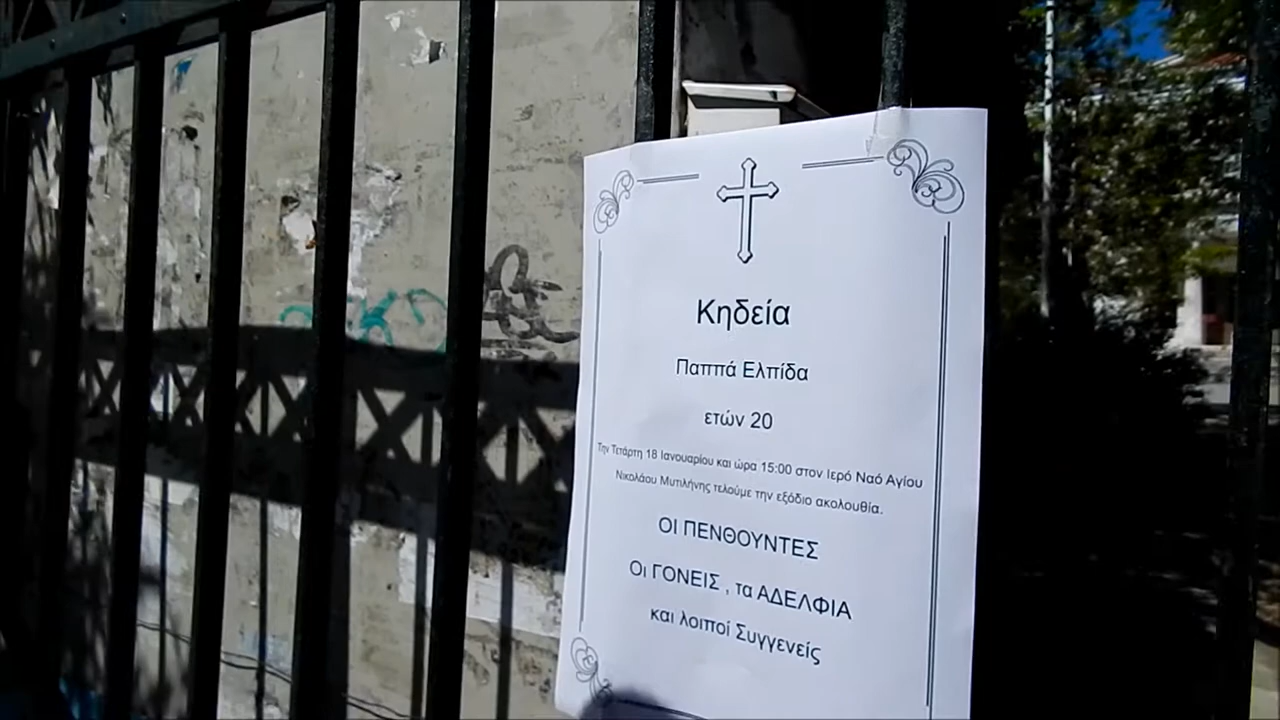 Κηδεία
Παππά Ελπίδα
ετών 20
Την Τετάρτη 18 Ιανουαρίου και ώρα 15:00 στον Ιερό Ναό Αγίου
Νικολάου Μυτιλήνης τελούμε την εξόδιο ακολουθία.
ΟΙ ΠΕΝΘΟΥΝΤΕΣ
Οι ΓΟΝΕΙΣ , τα ΑΔΕΛΦΙΑ
και λοιποί Συγγενείς